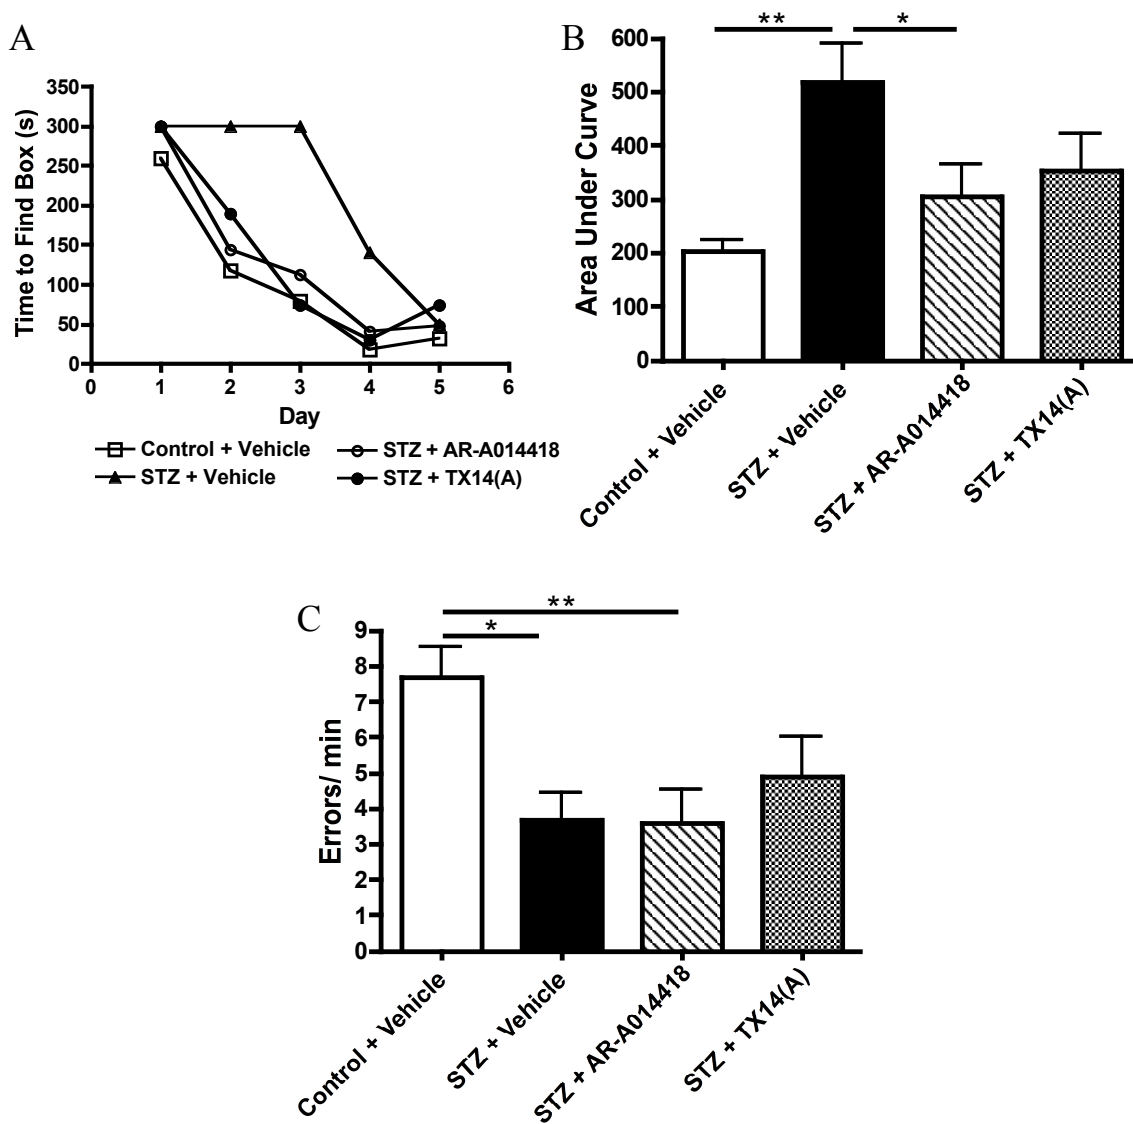 A
Time to Find Box (s)
350
300
250
200
150
100
50
0
0 1 2 3 4 5 6
Day
Control + Vehicle
STZ + Vehicle
STZ + AR-A014418
STZ + TX14(A)
B
** *
Area Under Curve
600
500
400
300
200
100
0
Control + Vehicle
STZ + Vehicle
STZ + AR-A014418
STZ + TX14(A)
C
**
*
Errors/ min
9
8
7
6
5
4
3
2
1
0
Control + Vehicle
STZ + Vehicle
STZ + AR-A014418
STZ + TX14(A)